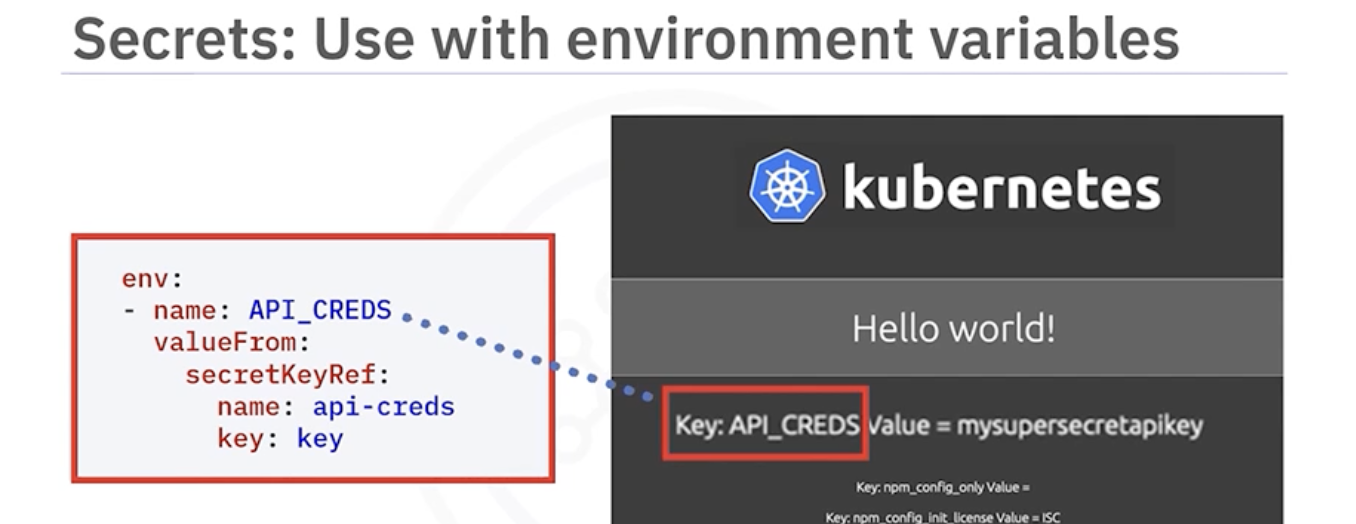 Secrets: Use with environment variables
env:
- name: API_CREDS
valueFrom:
secretKeyRef:
name: api-creds
key: key
kubernetes
Hello world!
Key: API_CREDS Value = mysupersecretapikey
Key: npm_config_only Value =
Key: npm_config_init_license Value = ISC